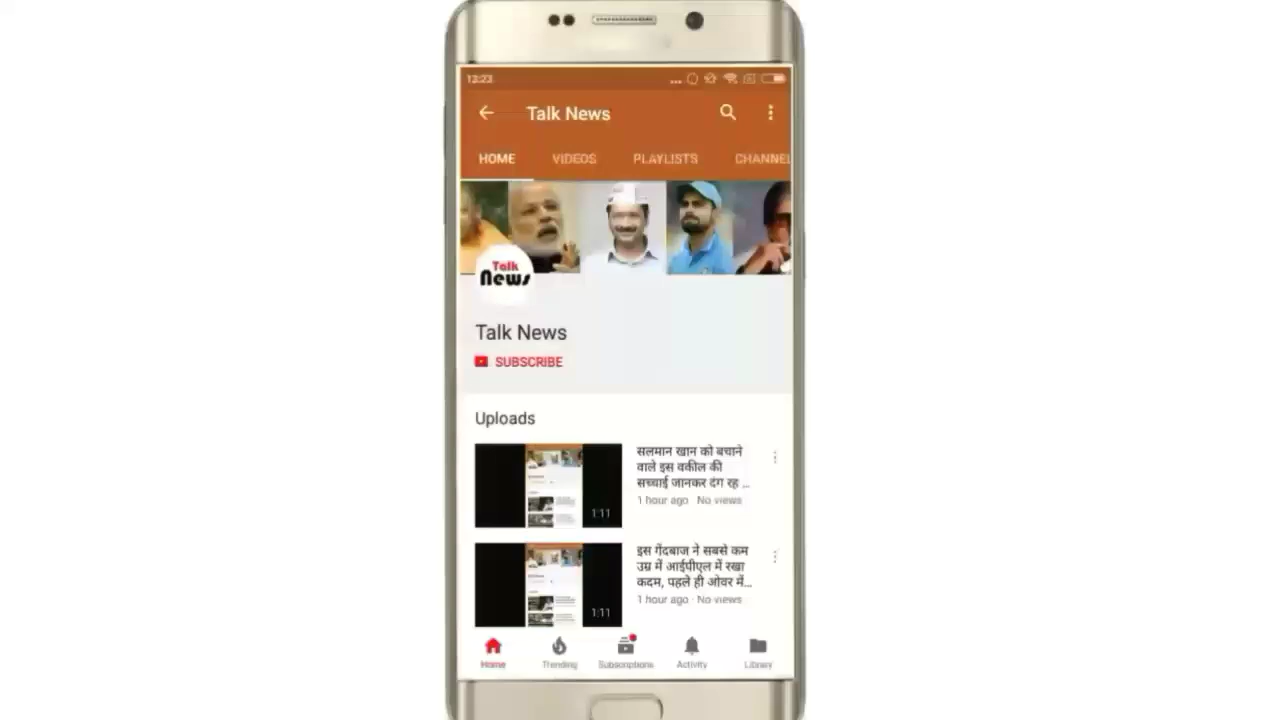 12:23
Talk News
HOME VIDEOS PLAYLISTS CHANNEL
Talk
News
Talk News
SUBSCRIBE
Uploads
सलमान खान को बचाने
वाले इस वकील की
सच्चाई जानकर दंग रह ...
1 hour ago · No views
1:11
इस गेंदबाज ने सबसे कम
उम्र में आईपीएल में रखा
कदम, पहले ही ओवर में...
1 hour ago · No views
1:11
Home Trending Subscriptions Activity Library